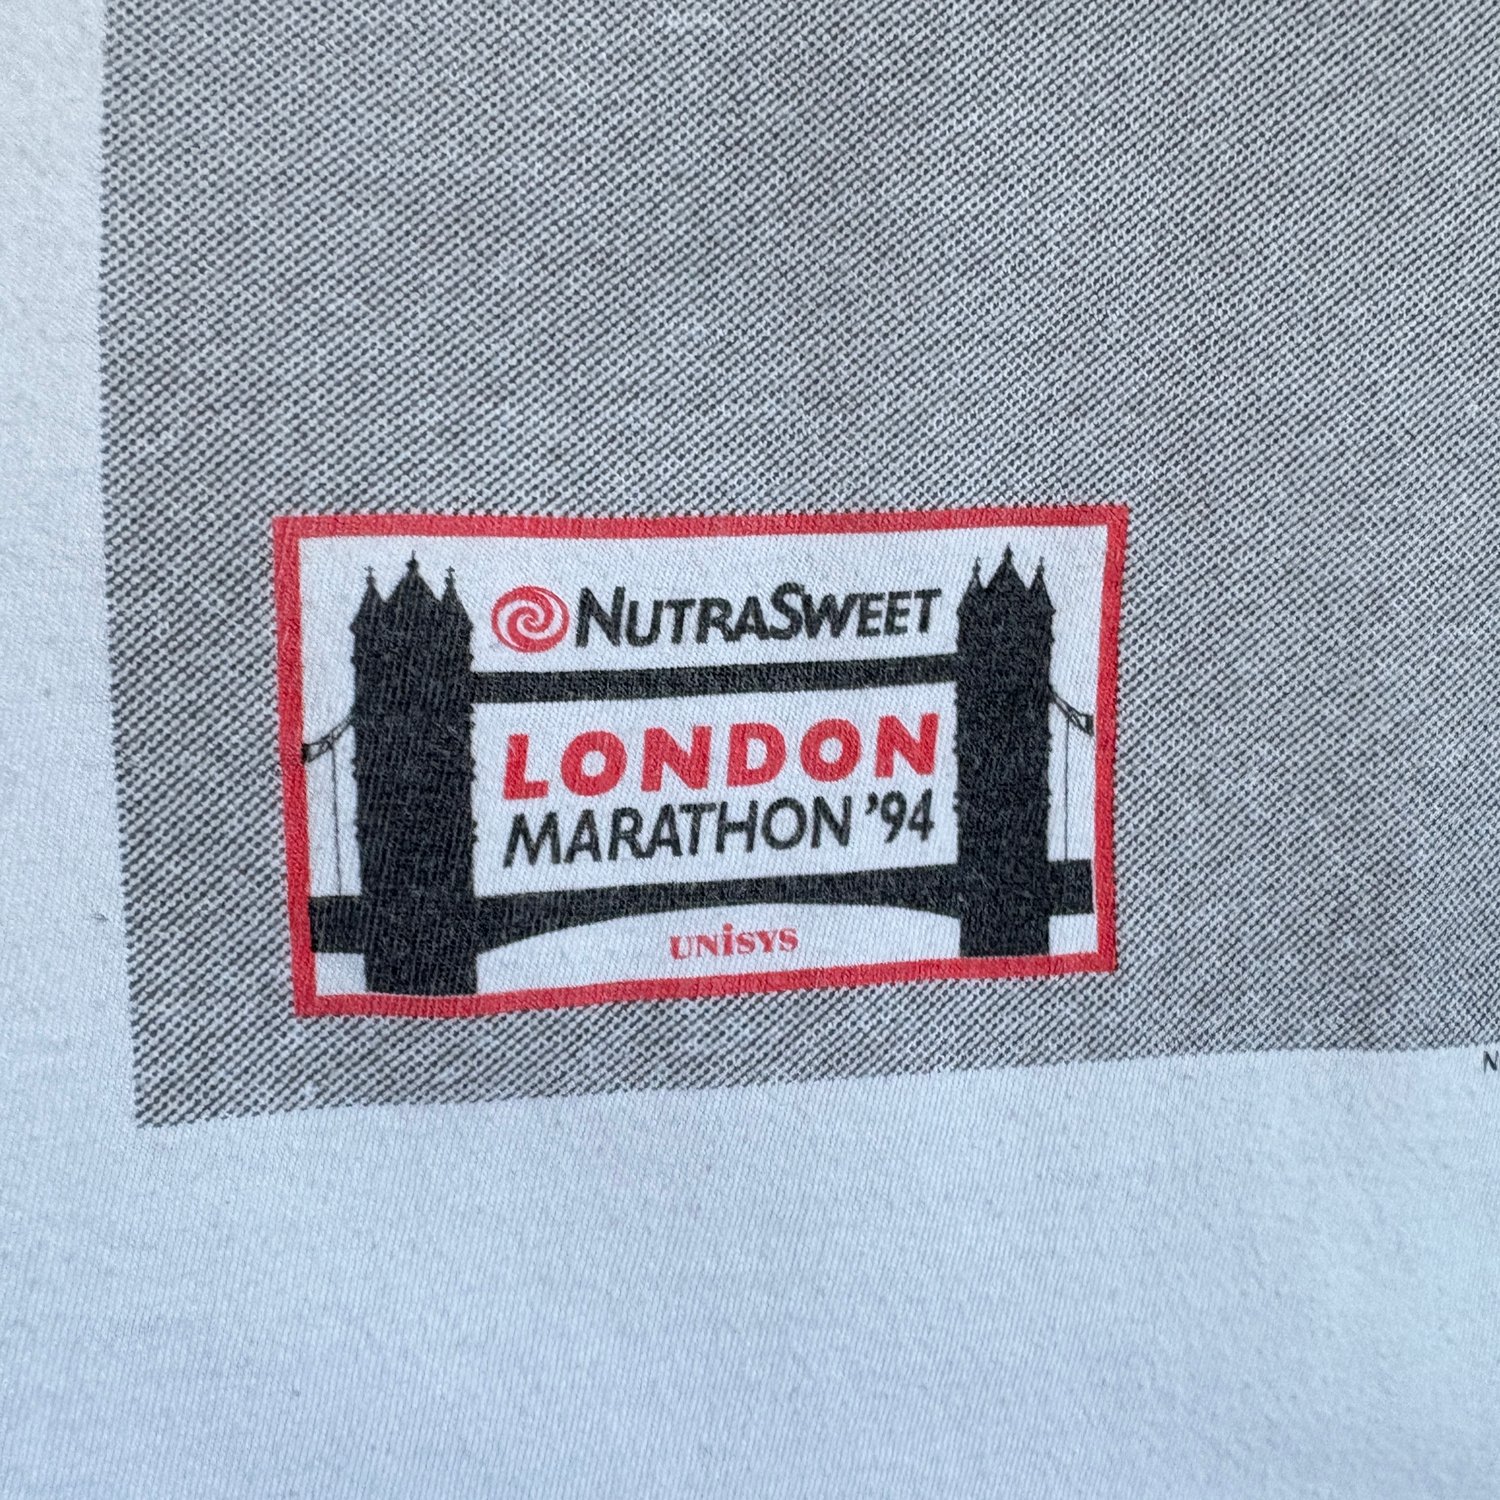 NUTRASWEET
LONDON
MARATHON '94
UNiSYS
N